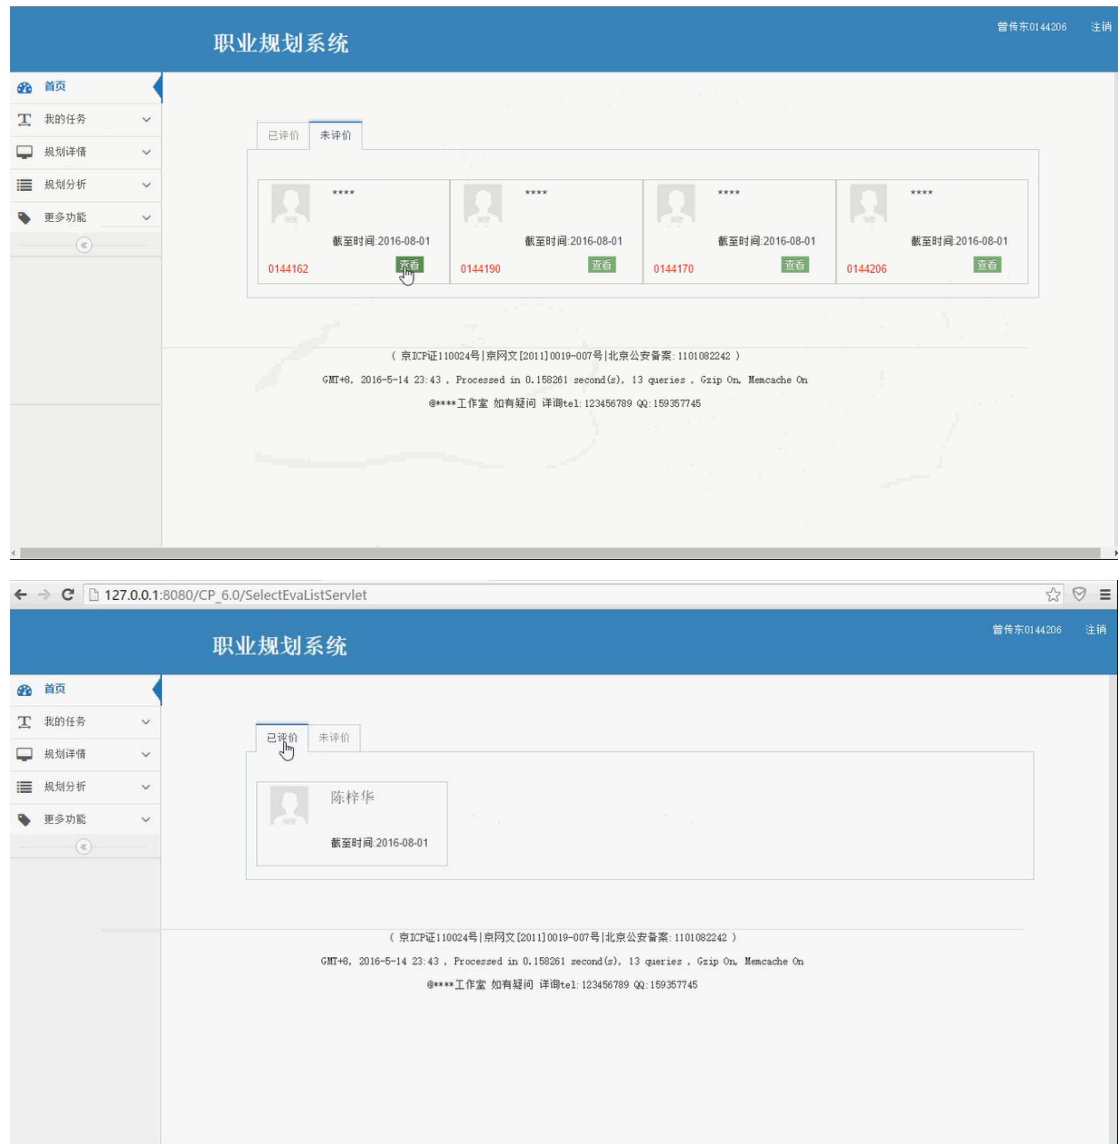 职业规划系统
曾传东0144206 注销
首页
我的任务
规划详情
规划分析
更多功能
已评价 未评价
**** **** **** ****
截至时间:2016-08-01 截至时间:2016-08-01 截至时间:2016-08-01 截至时间:2016-08-01
0144162 查看 0144190 查看 0144170 查看 0144206 查看
( 京ICP证110024号|京网文[2011]0019-007号|北京公安备案:1101082242 )
GMT+8, 2016-5-14 23:43 , Processed in 0.158261 second(s), 13 queries , Gzip On, Memcache On
@****工作室 如有疑问 详询tel:123456789 QQ:159357745
127.0.0.1:8080/CP_6.0/SelectEvaListServlet
职业规划系统
曾传东0144206 注销
首页
我的任务
规划详情
规划分析
更多功能
已评价 未评价
陈梓华
截至时间:2016-08-01
( 京ICP证110024号|京网文[2011]0019-007号|北京公安备案:1101082242 )
GMT+8, 2016-5-14 23:43 , Processed in 0.158261 second(s), 13 queries , Gzip On, Memcache On
@****工作室 如有疑问 详询tel:123456789 QQ:159357745